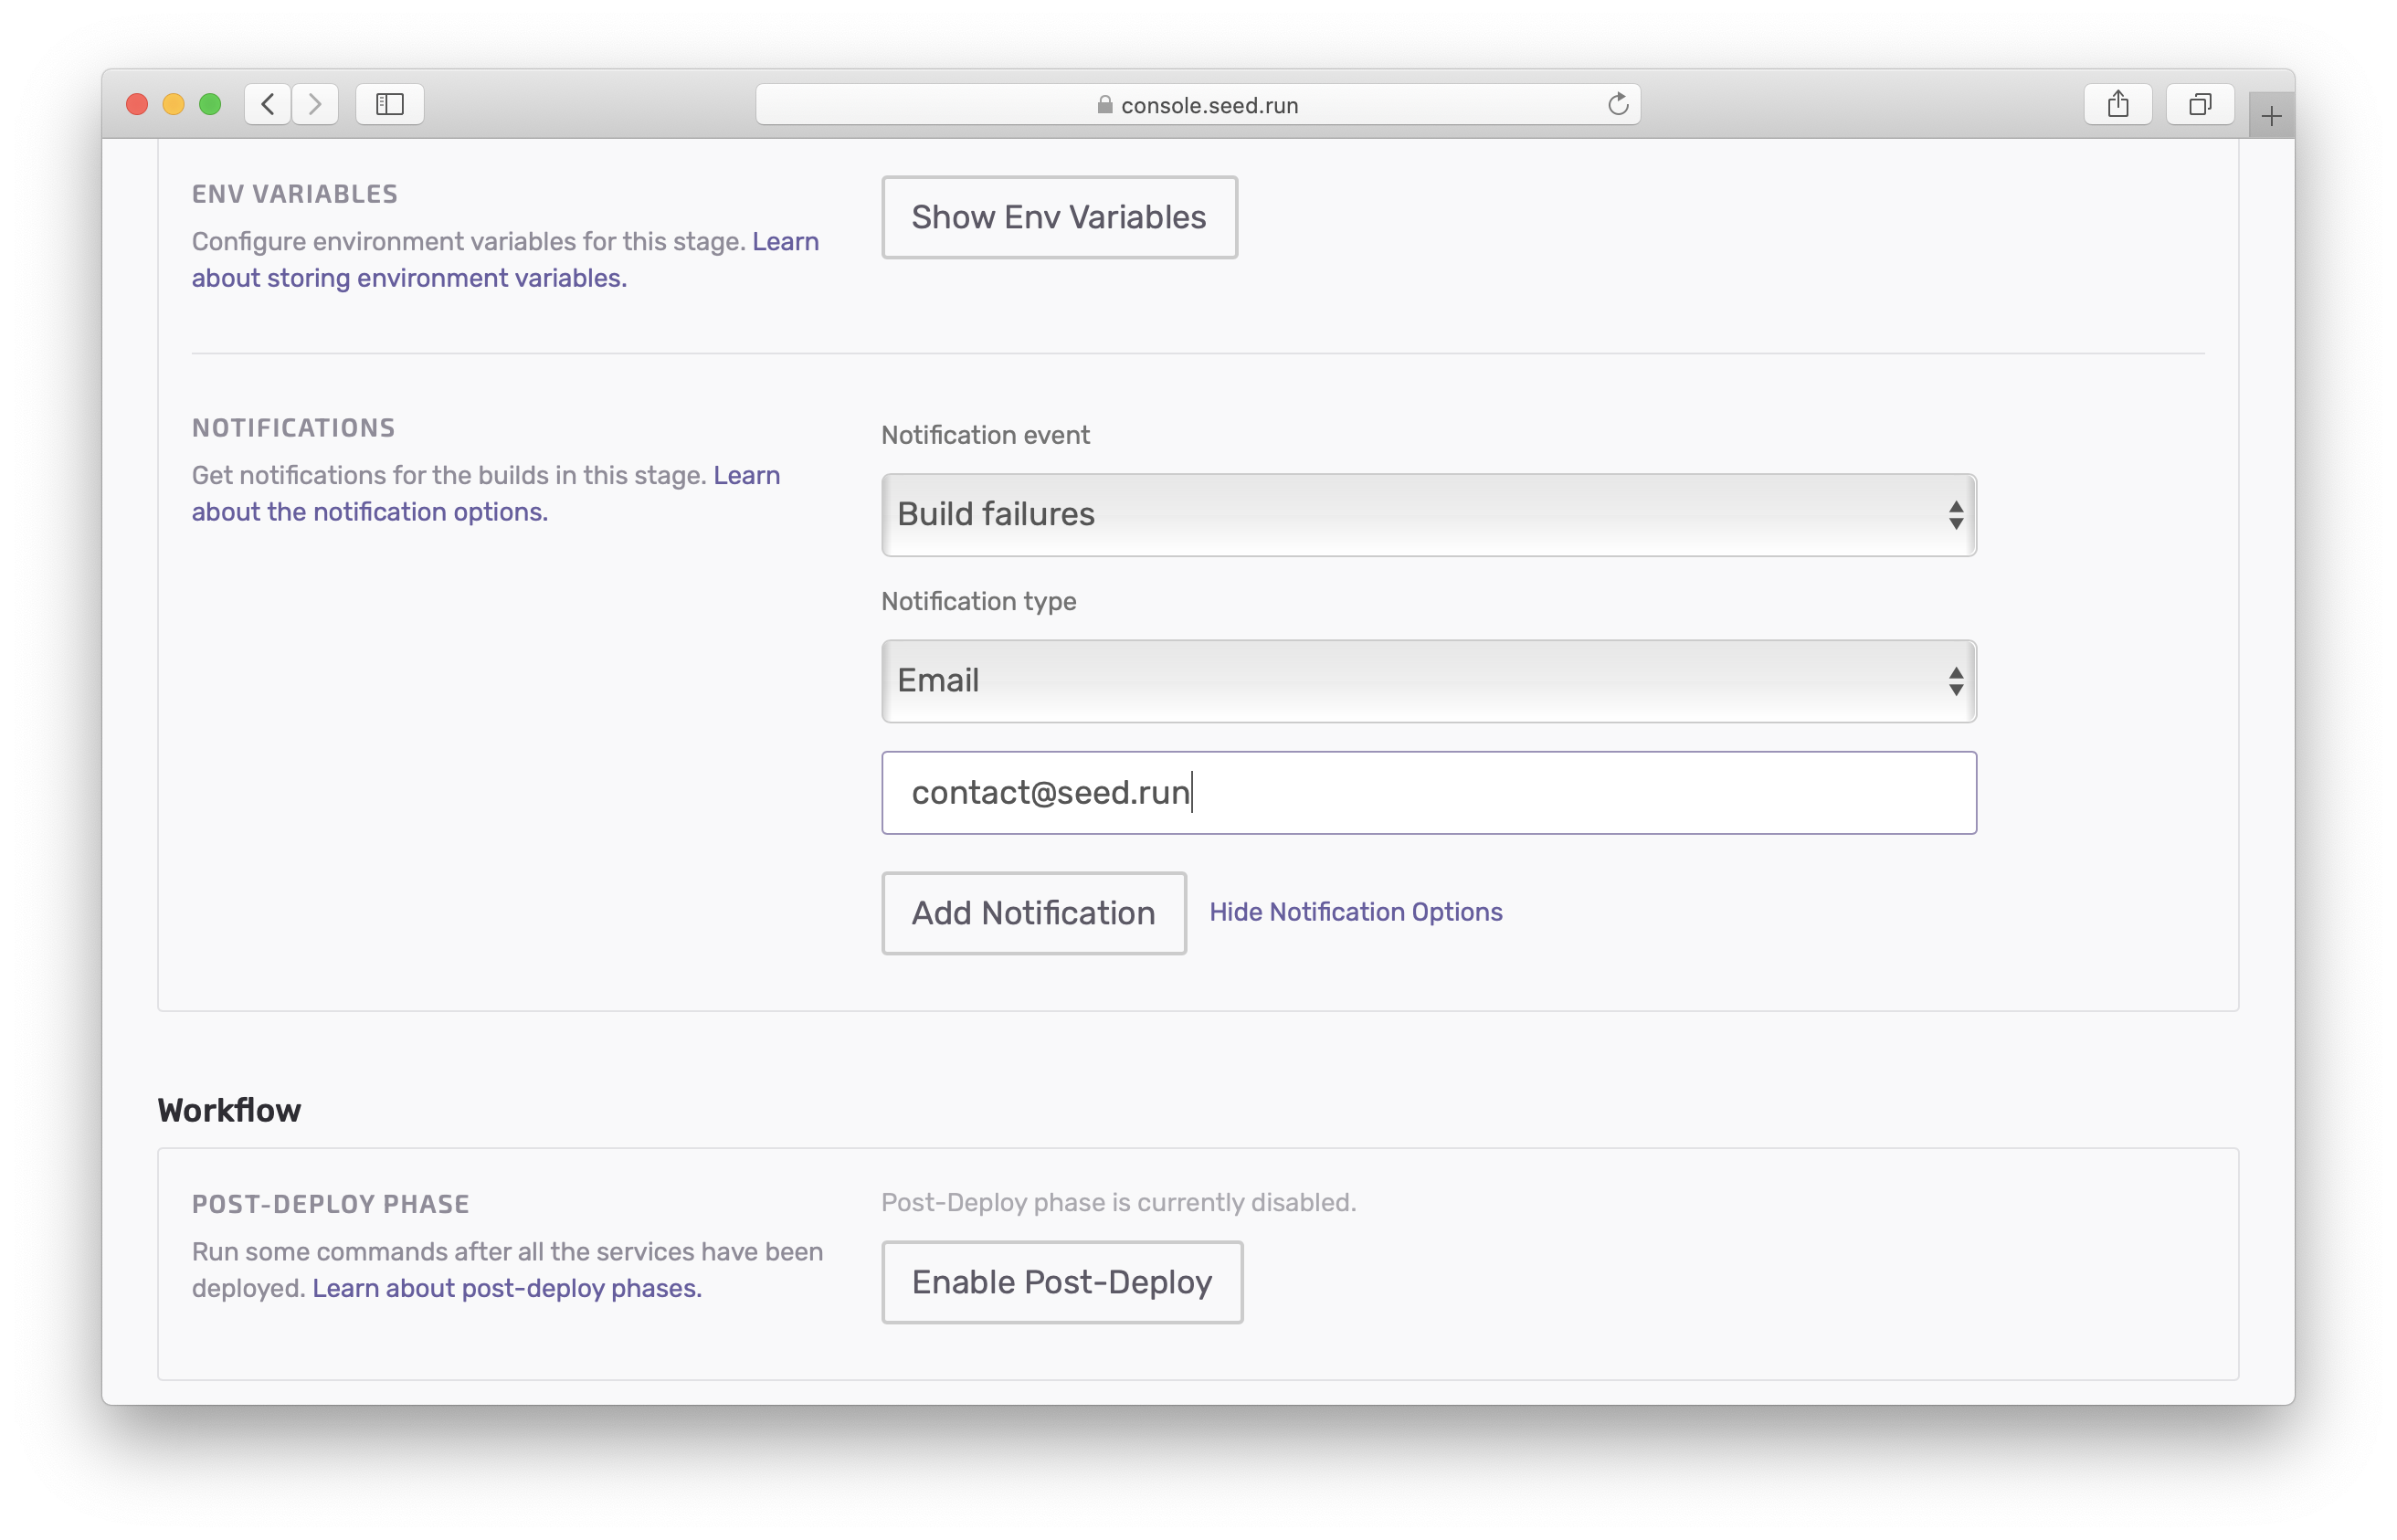 console.seed.run
ENV VARIABLES
Configure environment variables for this stage. Learn
about storing environment variables.
Show Env Variables
NOTIFICATIONS
Get notifications for the builds in this stage. Learn
about the notification options.
Notification event
Build failures
Notification type
Email
contact@seed.run
Add Notification
Hide Notification Options
Workflow
POST-DEPLOY PHASE
Run some commands after all the services have been
deployed. Learn about post-deploy phases.
Post-Deploy phase is currently disabled.
Enable Post-Deploy